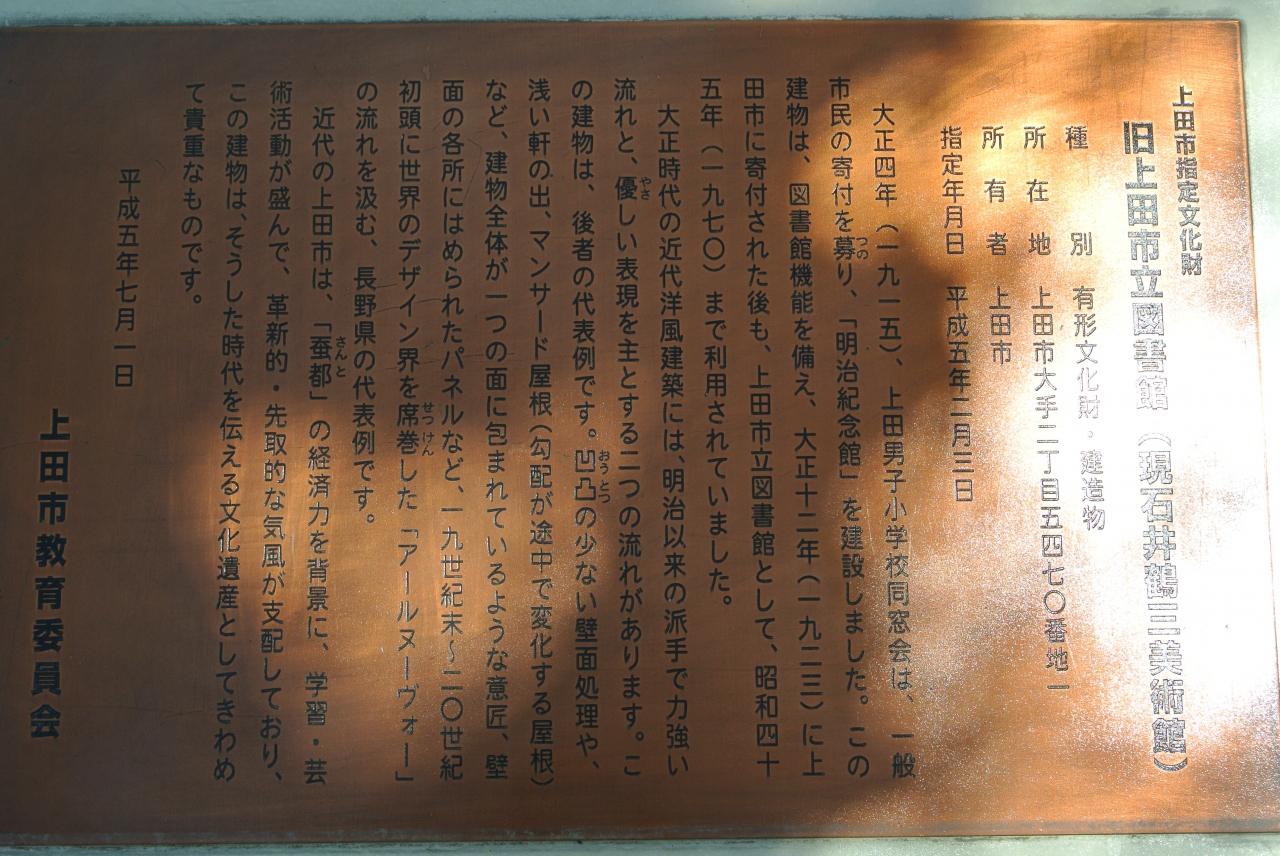 上田市指定文化財
旧上田市立図書館（現石井鶴三美術館）
種別　有形文化財・建造物
所在地　上田市大手二丁目五四七〇番地一
所有者　上田市
指定年月日　平成五年二月三日
大正四年（一九一五）、上田男子小学校同窓会は、一般
市民の寄付を募り、「明治紀念館」を建設しました。この
建物は、図書館機能を備え、大正十二年（一九二三）に上
田市に寄付された後も、上田市立図書館として、昭和四十
五年（一九七〇）まで利用されていました。
大正時代の近代洋風建築には、明治以来の派手で力強い
流れと、優しい表現を主とする二つの流れがあります。こ
の建物は、後者の代表例です。凹凸の少ない壁面処理や、
浅い軒の出、マンサード屋根（勾配が途中で変化する屋根）
など、建物全体が一つの面に包まれているような意匠、壁
面の各所にはめられたパネルなど、一九世紀末〜二〇世紀
初頭に世界のデザイン界を席巻した「アールヌーヴォー」
の流れを汲む、長野県の代表例です。
近代の上田市は、「蚕都」の経済力を背景に、学習・芸
術活動が盛んで、革新的・先取的な気風が支配しており、
この建物は、そうした時代を伝える文化遺産としてきわめ
て貴重なものです。
平成五年七月一日
上田市教育委員会